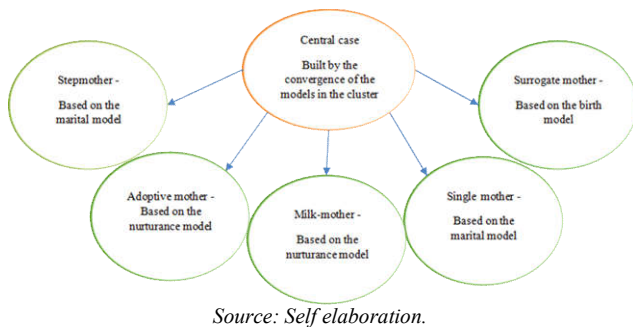 Central case
Built by the
convergence of the
models in the cluster
Stepmother -
Based on the
marital model
Surrogate mother -
Based on the birth
model
Adoptive mother -
Based on the
nurturance model
Milk-mother -
Based on the
nurturance model
Single mother -
Based on the
marital model
Source: Self elaboration.